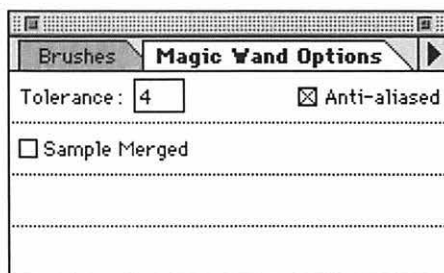 Brushes Magic Wand Options
Tolerance: 4 Anti-aliased
Sample Merged